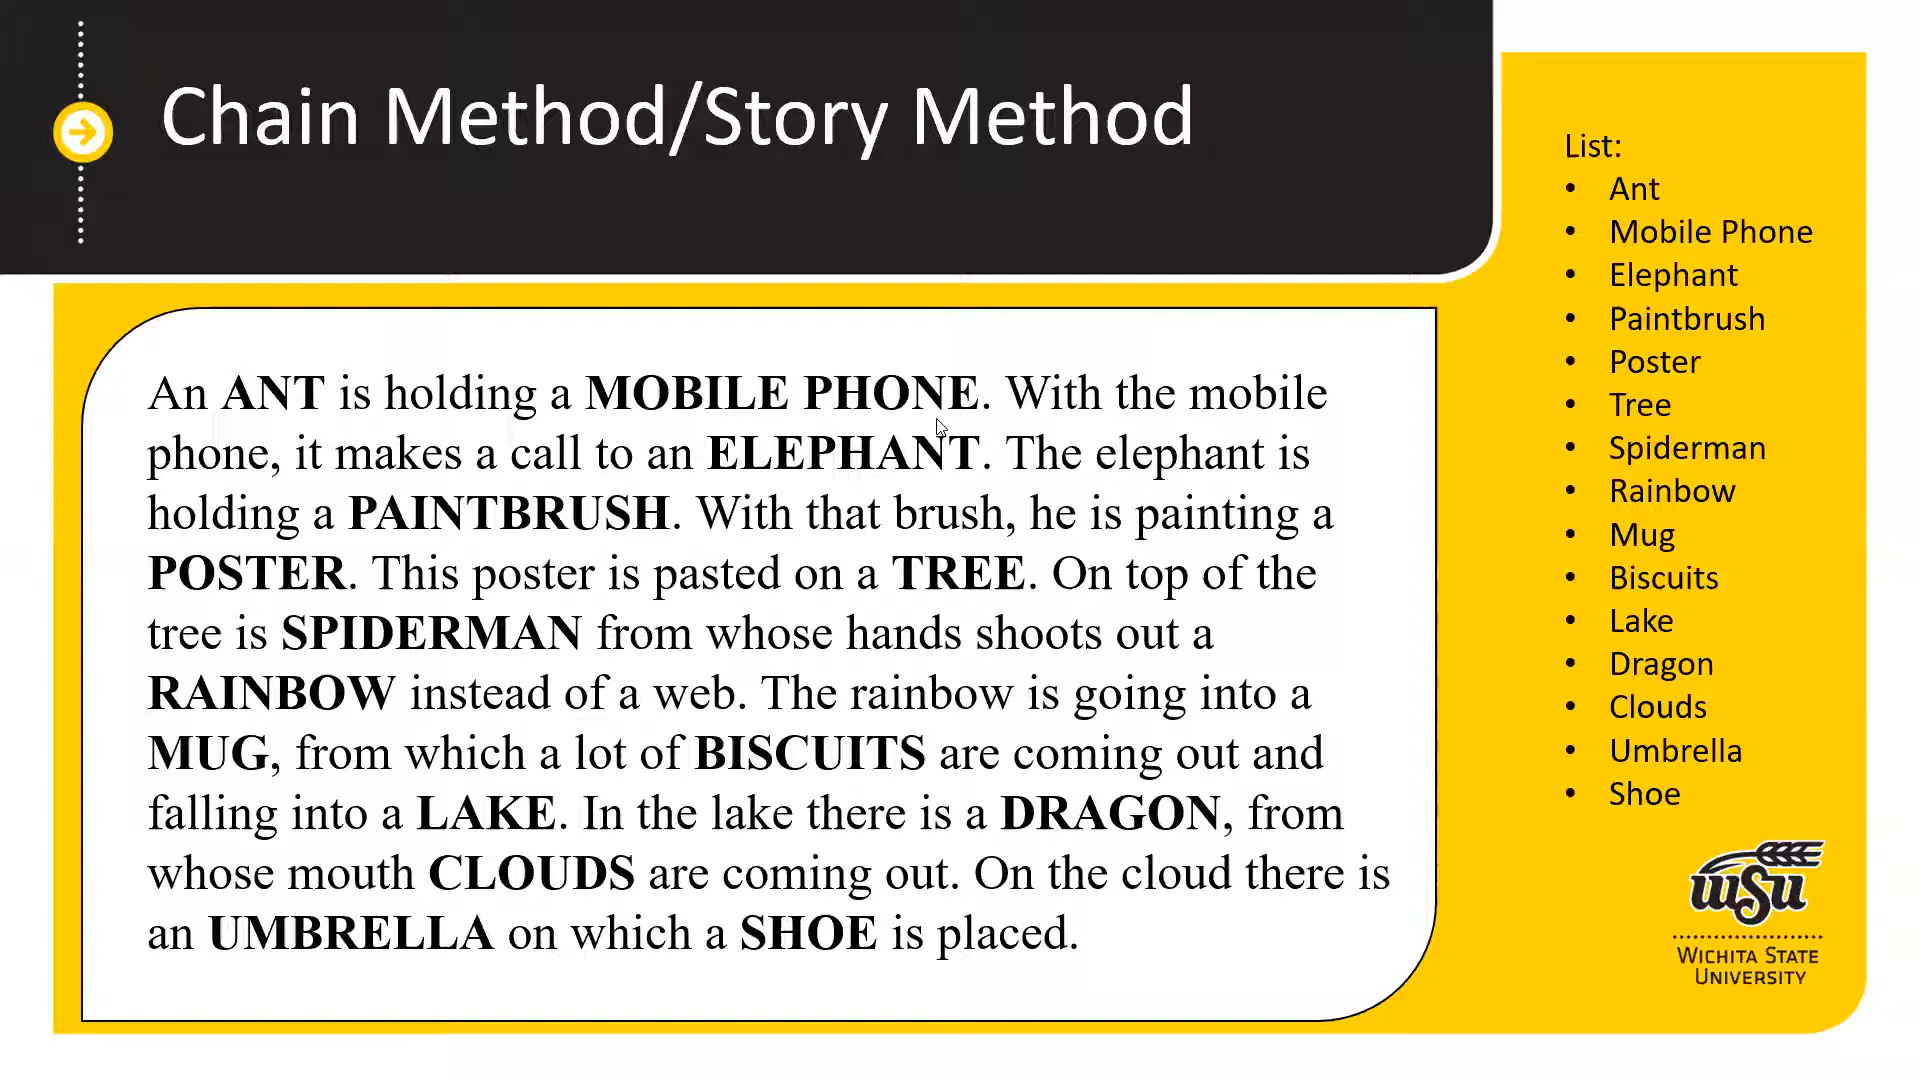 Chain Method/Story Method
An ANT is holding a MOBILE PHONE. With the mobile
phone, it makes a call to an ELEPHANT. The elephant is
holding a PAINTBRUSH. With that brush, he is painting a
POSTER. This poster is pasted on a TREE. On top of the
tree is SPIDERMAN from whose hands shoots out a
RAINBOW instead of a web. The rainbow is going into a
MUG, from which a lot of BISCUITS are coming out and
falling into a LAKE. In the lake there is a DRAGON, from
whose mouth CLOUDS are coming out. On the cloud there is
an UMBRELLA on which a SHOE is placed.
List:
• Ant
• Mobile Phone
• Elephant
• Paintbrush
• Poster
• Tree
• Spiderman
• Rainbow
• Mug
• Biscuits
• Lake
• Dragon
• Clouds
• Umbrella
• Shoe
WSU
WICHITA STATE
UNIVERSITY